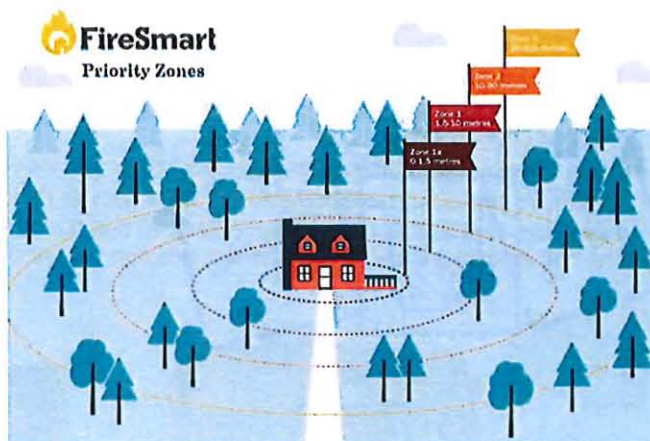 FireSmart
Priority Zones
Zone 2
10-30 metres
Zone 1
1.5-10 metres
Zone 1a
0-1.5 metres